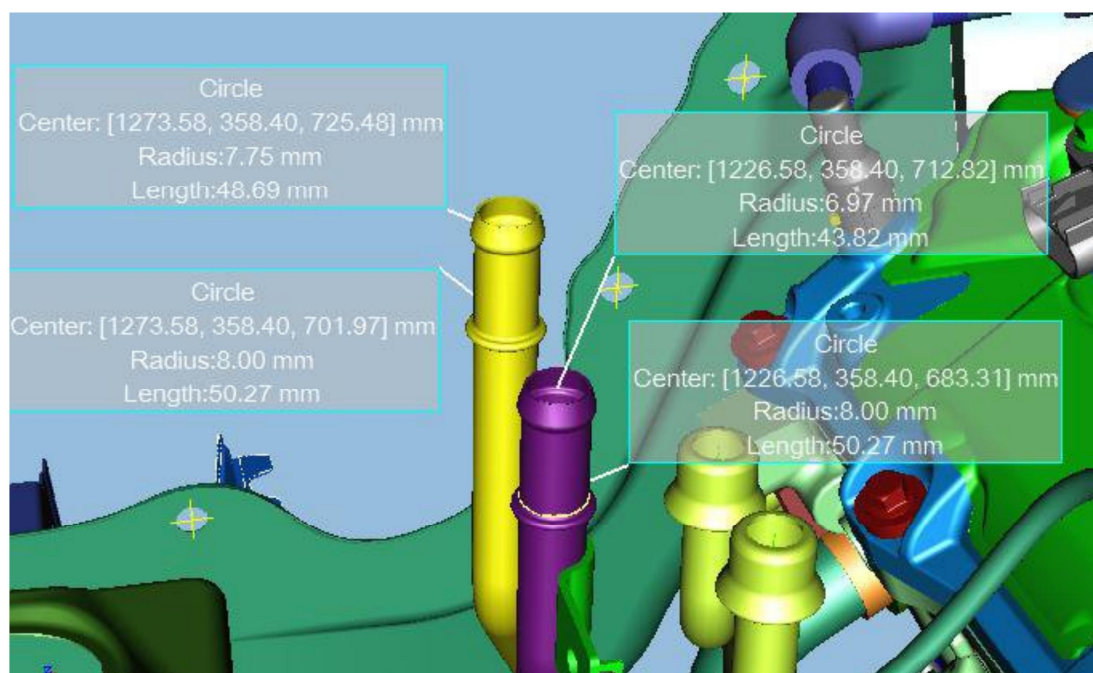 Circle
Center: [1273.58, 358.40, 725.48] mm
Radius:7.75 mm
Length:48.69 mm
Circle
Center: [1226.58, 358.40, 712.82] mm
Radius:6.97 mm
Length:43.82 mm
Circle
Center: [1273.58, 358.40, 701.97] mm
Radius:8.00 mm
Length:50.27 mm
Circle
Center: [1226.58, 358.40, 683.31] mm
Radius:8.00 mm
Length:50.27 mm